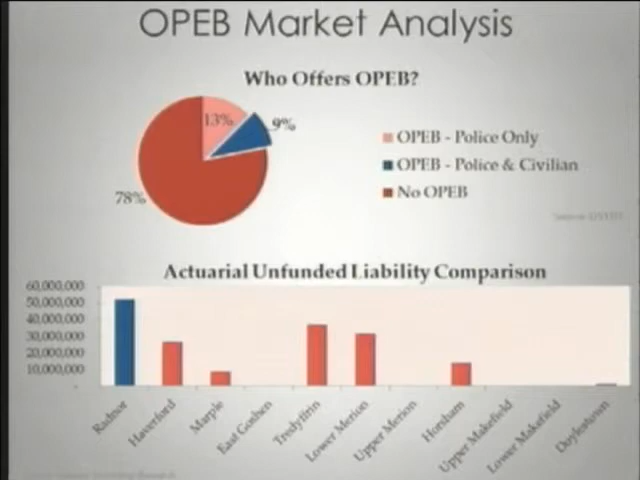 OPEB Market Analysis
Who Offers OPEB?
13%
9%
78%
OPEB - Police Only
OPEB - Police & Civilian
No OPEB
Actuarial Unfunded Liability Comparison
60,000,000
50,000,000
40,000,000
30,000,000
20,000,000
10,000,000
-
Radnor
Haverford
Marple
East Goshen
Tredyffrin
Lower Merion
Upper Merion
Horsham
Upper Makefield
Lower Makefield
Doylestown